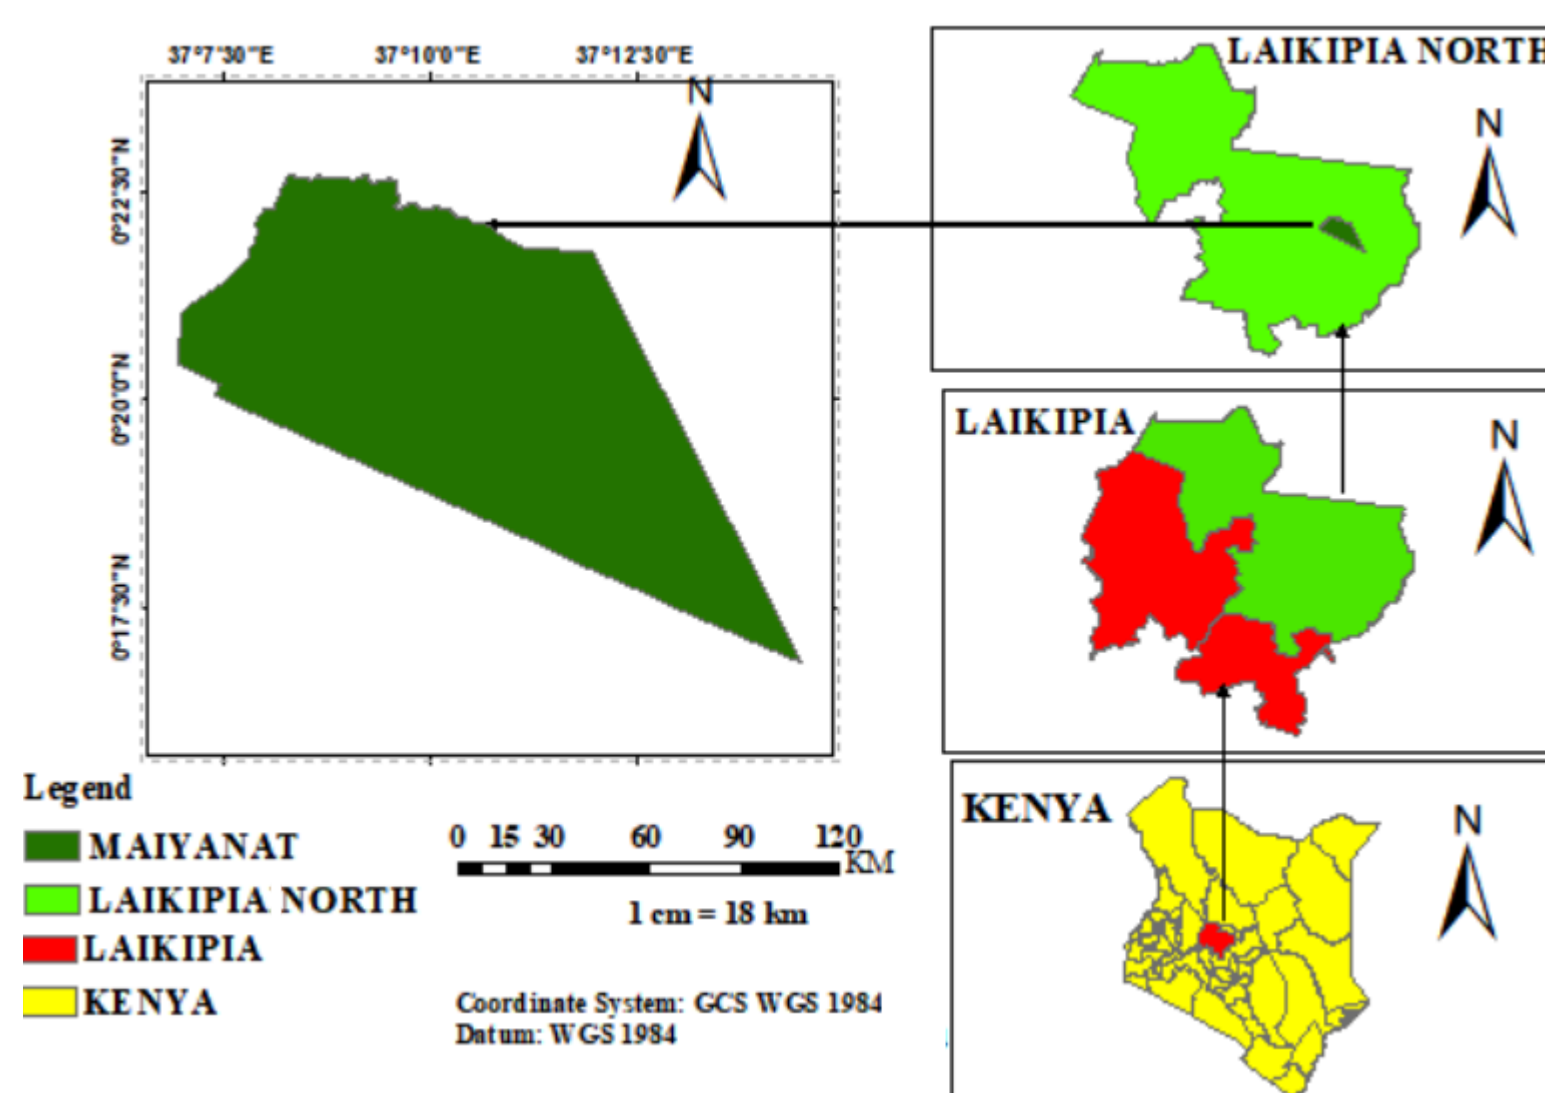 37°7'30"E 37°10'0"E 37°12'30"E
N
0°22'30"N
0°20'0"N
0°17'30"N
LAIKIPIA NORTH
N
LAIKIPIA
N
KENYA
N
Legend
MAIYANAT
LAIKIPIA NORTH
LAIKIPIA
KENYA
0 15 30 60 90 120
KM
1 cm = 18 km
Coordinate System: GCS WGS 1984
Datum: WGS 1984